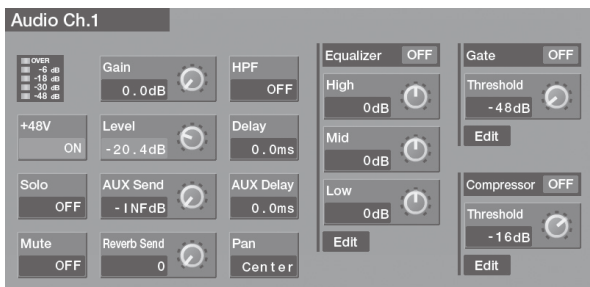 Audio Ch.1
OVER
-6 dB
-18 dB
-30 dB
-48 dB
Gain
0.0dB
HPF
OFF
+48V
ON
Level
-20.4dB
Delay
0.0ms
Solo
OFF
AUX Send
-INFdB
AUX Delay
0.0ms
Mute
OFF
Reverb Send
0
Pan
Center
Equalizer OFF
High
0dB
Mid
0dB
Low
0dB
Edit
Gate OFF
Threshold
-48dB
Edit
Compressor OFF
Threshold
-16dB
Edit